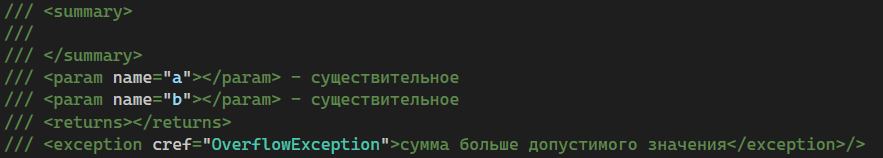 /// <summary>
///
/// </summary>
/// <param name="a"></param> - существительное
/// <param name="b"></param> - существительное
/// <returns></returns>
/// <exception cref="OverflowException">сумма больше допустимого значения</exception>/>